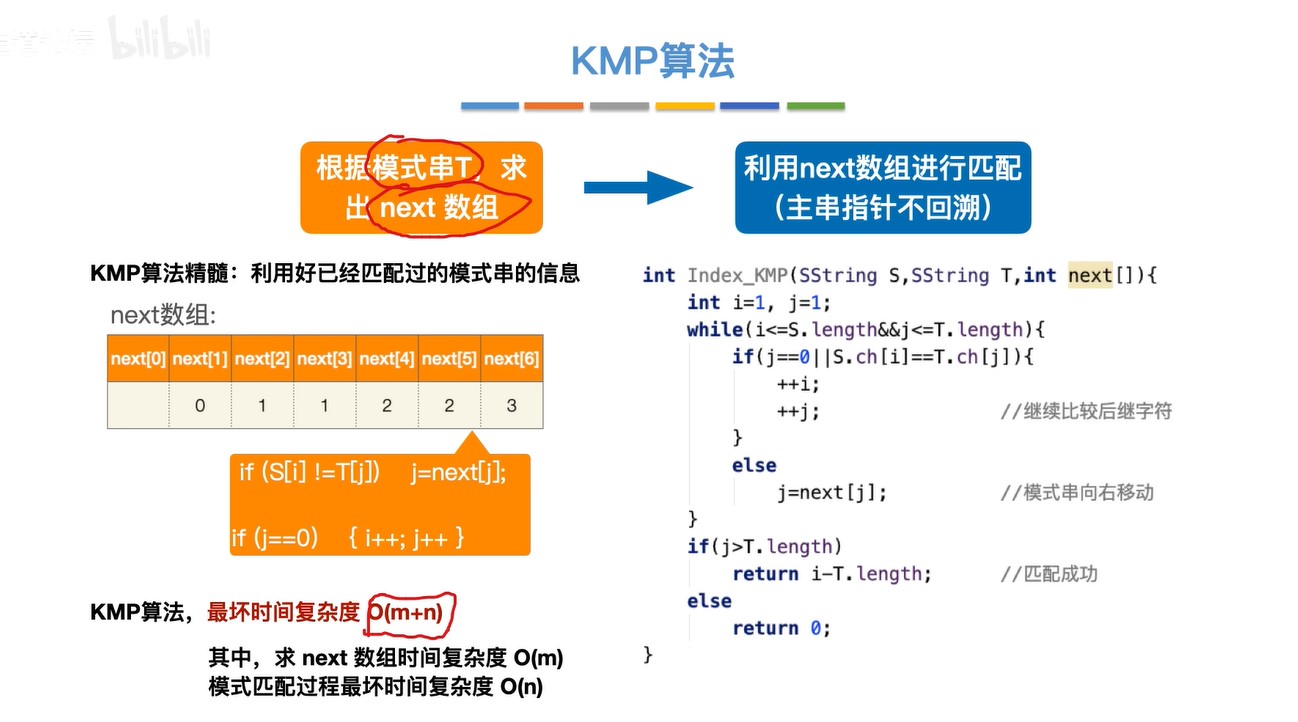 bilibili
KMP算法
根据模式串T，求
出 next 数组
利用next数组进行匹配
（主串指针不回溯）
KMP算法精髓：利用好已经匹配过的模式串的信息
next数组:
next[0] next[1] next[2] next[3] next[4] next[5] next[6]
0 1 1 2 2 3
if (S[i] !=T[j]) j=next[j];
if (j==0) { i++; j++ }
KMP算法，最坏时间复杂度 O(m+n)
其中，求 next 数组时间复杂度 O(m)
模式匹配过程最坏时间复杂度 O(n)
int Index_KMP(SString S,SString T,int next[]){
int i=1, j=1;
while(i<=S.length&&j<=T.length){
if(j==0||S.ch[i]==T.ch[j]){
++i;
++j; //继续比较后继字符
}
else
j=next[j]; //模式串向右移动
}
if(j>T.length)
return i-T.length; //匹配成功
else
return 0;
}